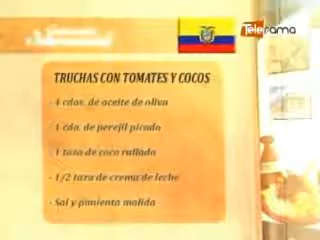 Telerama
TRUCHAS CON TOMATES Y COCOS
- 4 cdas. de aceite de oliva
- 1 cda. de perejil picado
- 1 taza de coco rallado
- 1/2 taza de crema de leche
- Sal y pimienta molida